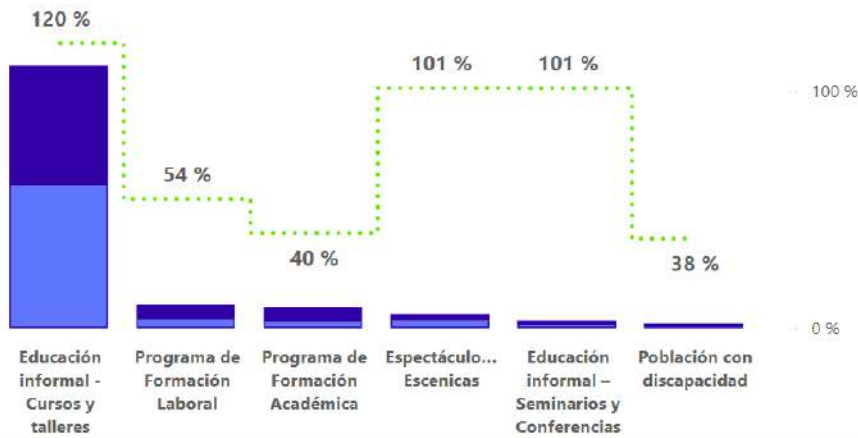 120 %
101 %
101 %
100 %
54 %
40 %
38 %
0 %
Educación
informal -
Cursos y
talleres
Programa de
Formación
Laboral
Programa de
Formación
Académica
Espectáculo...
Escenicas
Educación
informal –
Seminarios y
Conferencias
Población con
discapacidad